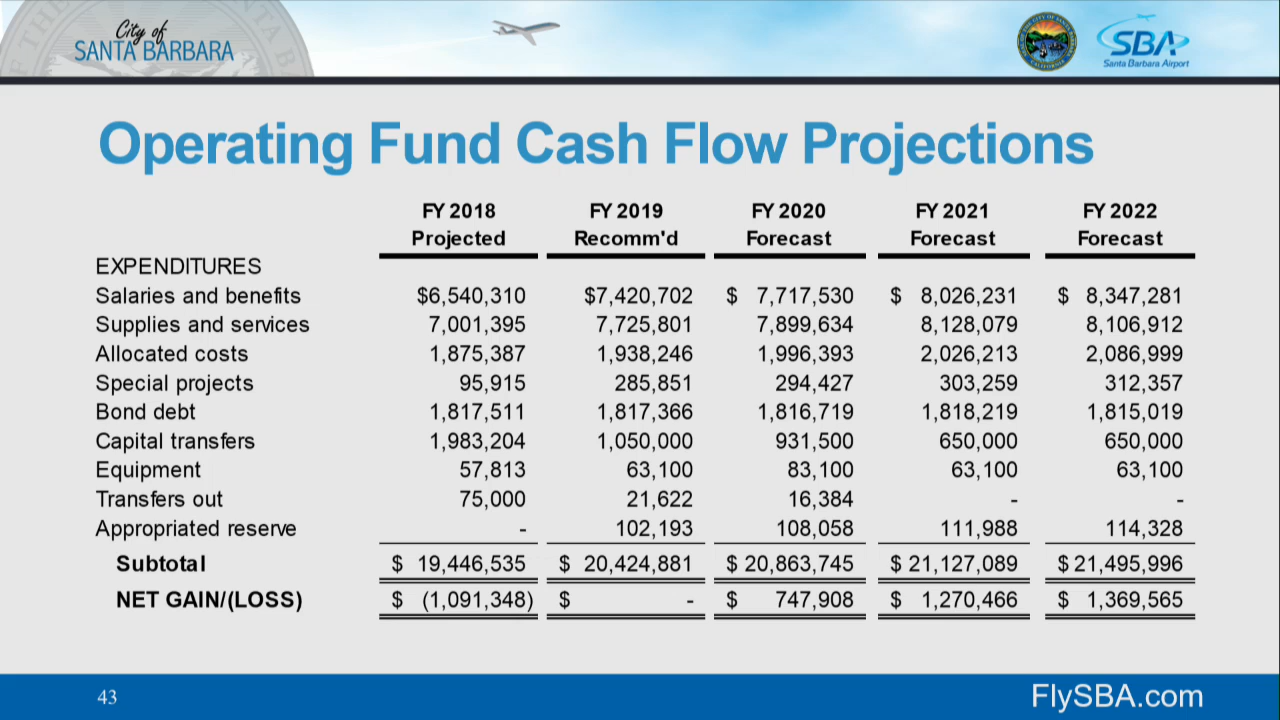 City of
SANTA BARBARA
SBA
Santa Barbara Airport
Operating Fund Cash Flow Projections
FY 2018 FY 2019 FY 2020 FY 2021 FY 2022
Projected Recomm'd Forecast Forecast Forecast
EXPENDITURES
Salaries and benefits $6,540,310 $7,420,702 $ 7,717,530 $ 8,026,231 $ 8,347,281
Supplies and services 7,001,395 7,725,801 7,899,634 8,128,079 8,106,912
Allocated costs 1,875,387 1,938,246 1,996,393 2,026,213 2,086,999
Special projects 95,915 285,851 294,427 303,259 312,357
Bond debt 1,817,511 1,817,366 1,816,719 1,818,219 1,815,019
Capital transfers 1,983,204 1,050,000 931,500 650,000 650,000
Equipment 57,813 63,100 83,100 63,100 63,100
Transfers out 75,000 21,622 16,384 - -
Appropriated reserve - 102,193 108,058 111,988 114,328
Subtotal $ 19,446,535 $ 20,424,881 $ 20,863,745 $ 21,127,089 $ 21,495,996
NET GAIN/(LOSS) $ (1,091,348) $ - $ 747,908 $ 1,270,466 $ 1,369,565
43
FlySBA.com